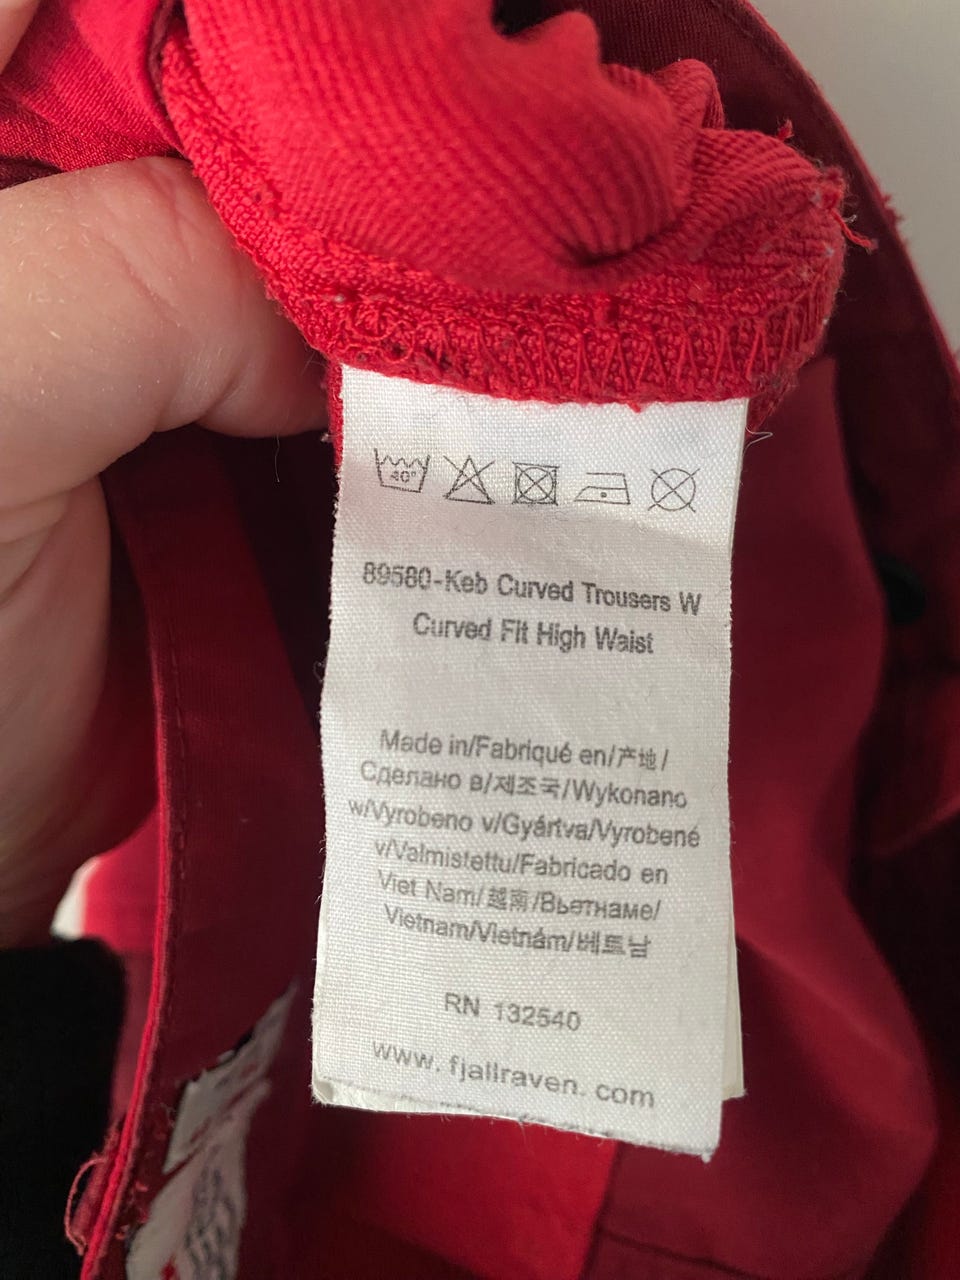 40°
89580-Keb Curved Trousers W
Curved Fit High Waist
Made in/Fabriqué en/产地/
Сделано в/제조국/Wykonano
w/Vyrobeno v/Gyártva/Vyrobené
v/Valmistettu/Fabricado en
Viet Nam/越南/Вьетнаме/
Vietnam/Vietnám/베트남
RN 132540
www.fjallraven.com